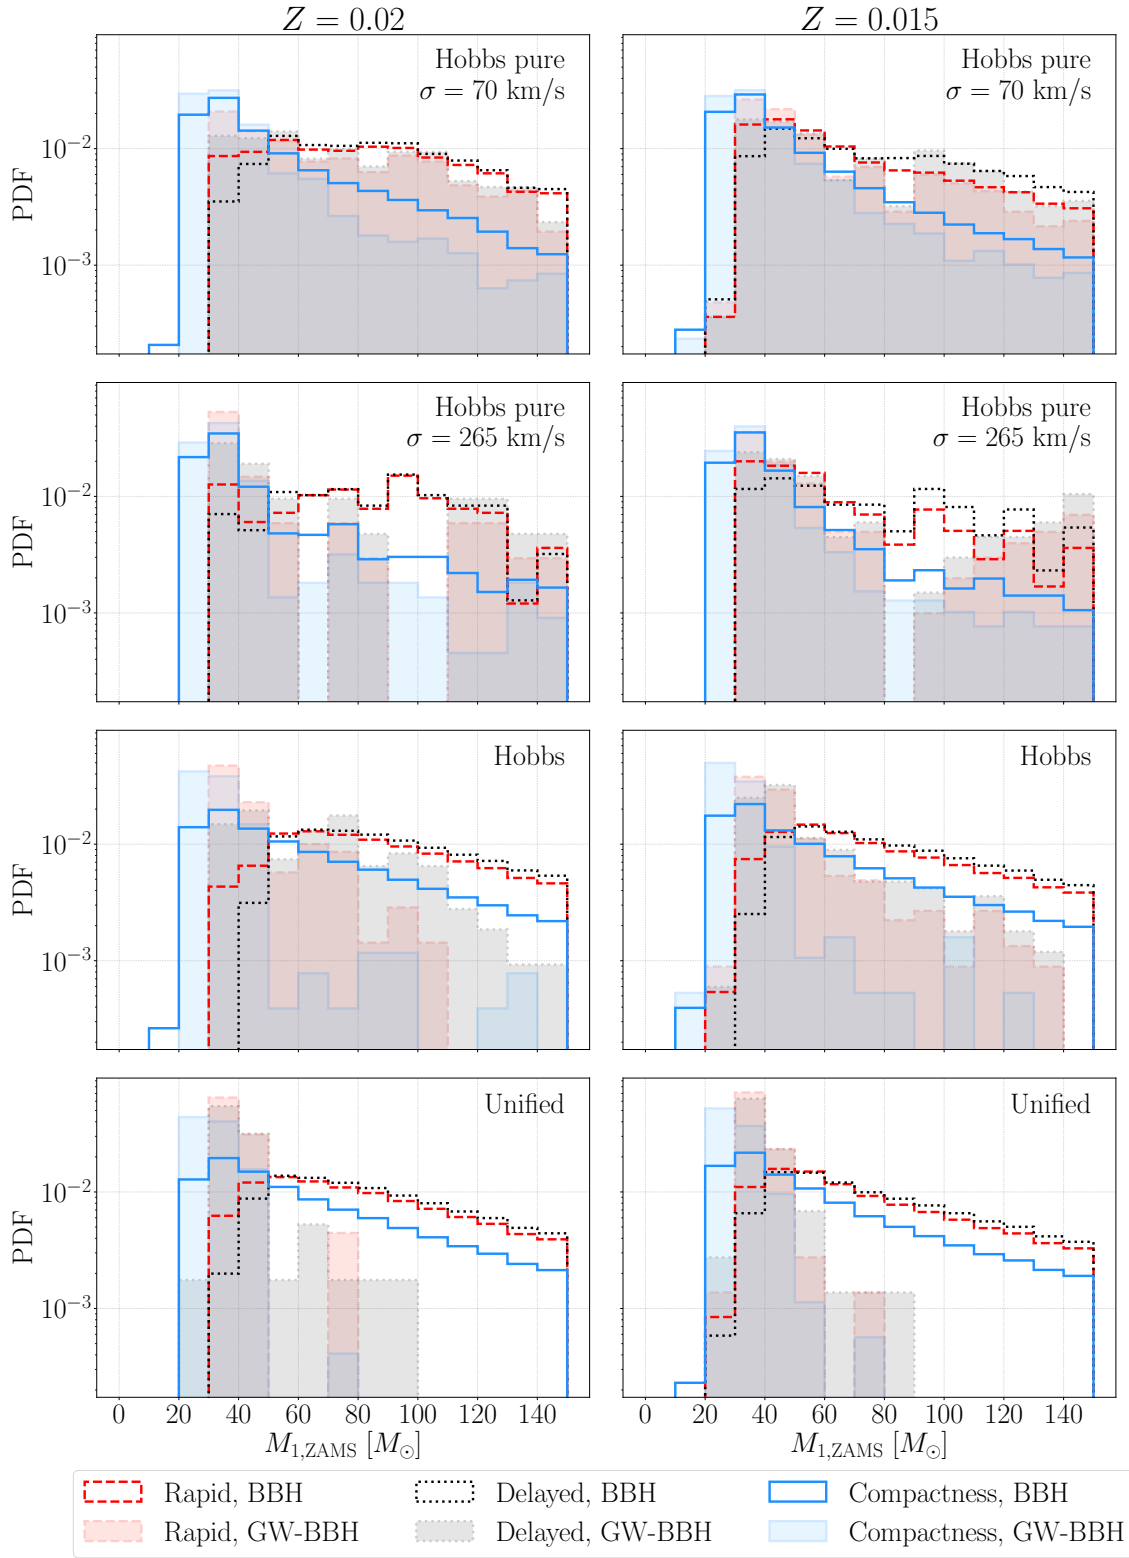 Z = 0.02
Z = 0.015
Hobbs pure
σ = 70 km/s
Hobbs pure
σ = 70 km/s
PDF
10⁻²
10⁻³
Hobbs pure
σ = 265 km/s
Hobbs pure
σ = 265 km/s
PDF
10⁻²
10⁻³
Hobbs
Hobbs
PDF
10⁻²
10⁻³
Unified
Unified
PDF
10⁻²
10⁻³
0 20 40 60 80 100 120 140
0 20 40 60 80 100 120 140
M₁,ZAMS [M⊙]
M₁,ZAMS [M⊙]
Rapid, BBH
Delayed, BBH
Compactness, BBH
Rapid, GW-BBH
Delayed, GW-BBH
Compactness, GW-BBH